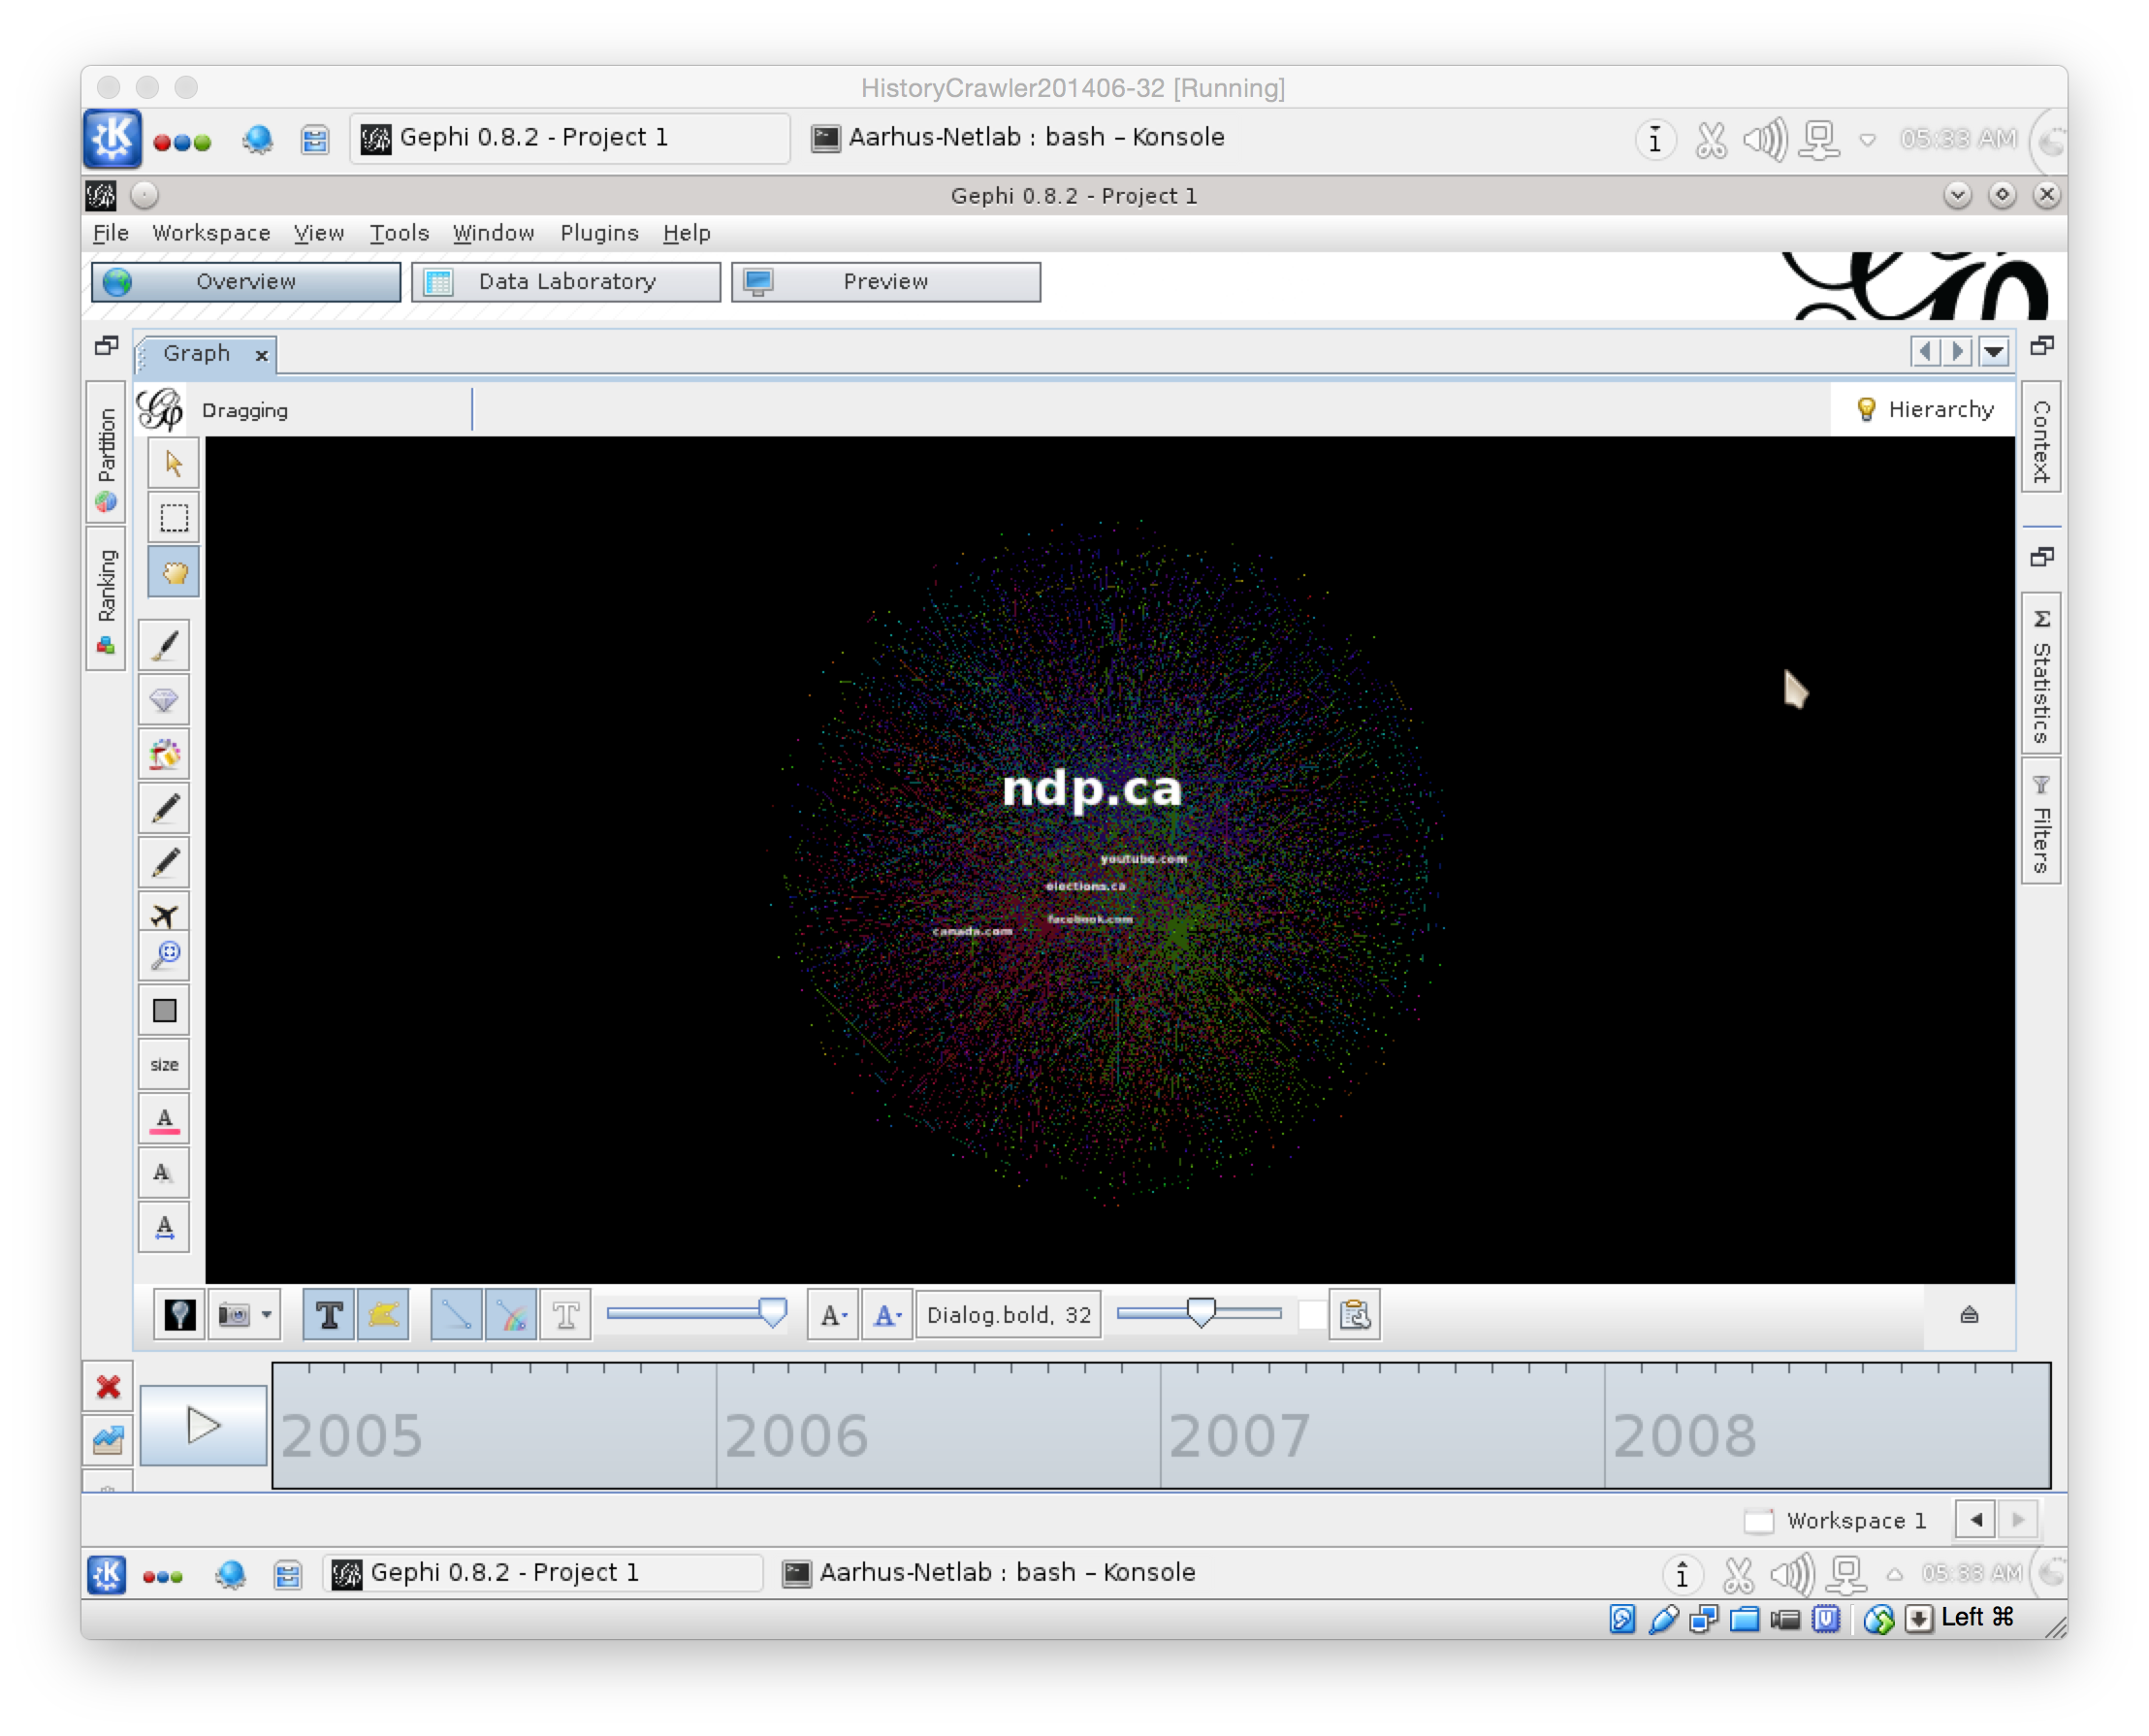 HistoryCrawler201406-32 [Running]
Gephi 0.8.2 - Project 1
Aarhus-Netlab : bash – Konsole
05:33 AM
Gephi 0.8.2 - Project 1
File Workspace View Tools Window Plugins Help
Overview
Data Laboratory
Preview
Graph
Dragging
Hierarchy
Partition
Ranking
Context
Σ Statistics
Filters
ndp.ca
youtube.com
elections.ca
facebook.com
canada.com
size
A
A
A
T
T
A
A
Dialog.bold, 32
2005
2006
2007
2008
Workspace 1
Gephi 0.8.2 - Project 1
Aarhus-Netlab : bash – Konsole
05:33 AM
Left ⌘